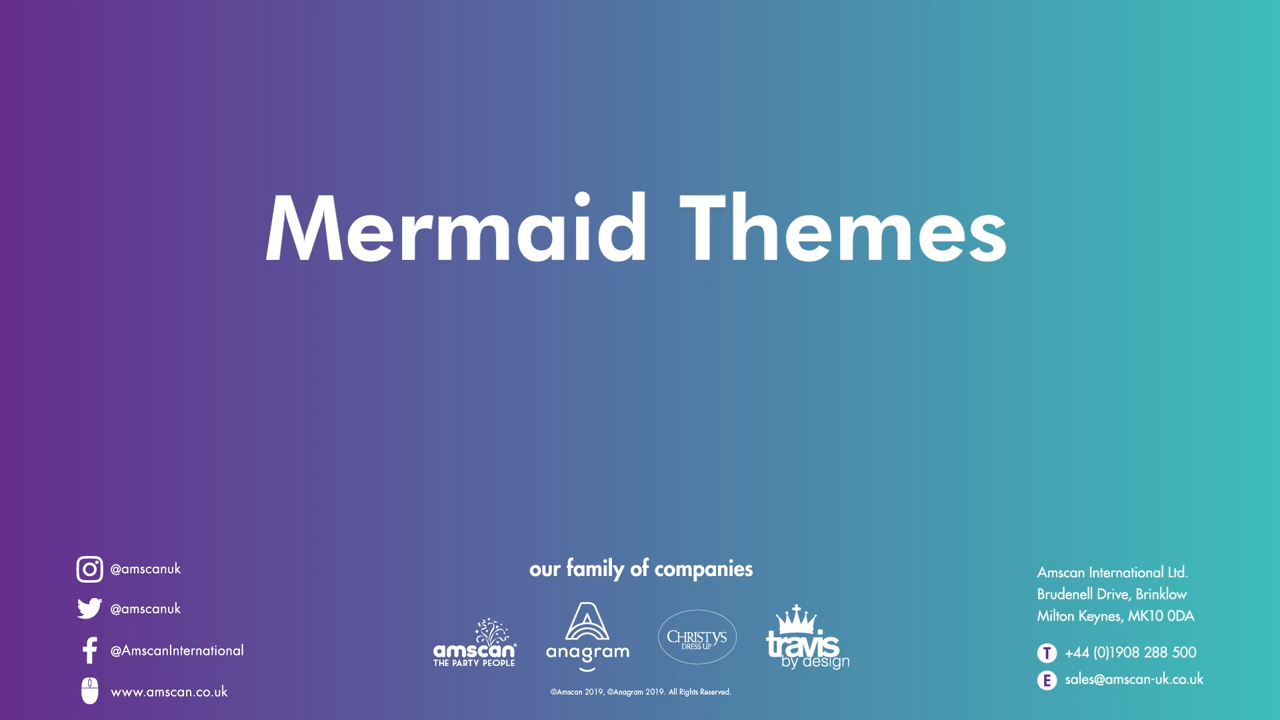 Mermaid Themes
@amscanuk
@amscanuk
@AmscanInternational
www.amscan.co.uk
our family of companies
amscan®
THE PARTY PEOPLE
anagram
CHRISTYS
DRESS UP
travis
by design
©Amscan 2019, ©Anagram 2019. All Rights Reserved.
Amscan International Ltd.
Brudenell Drive, Brinklow
Milton Keynes, MK10 0DA
T +44 (0)1908 288 500
E sales@amscan-uk.co.uk